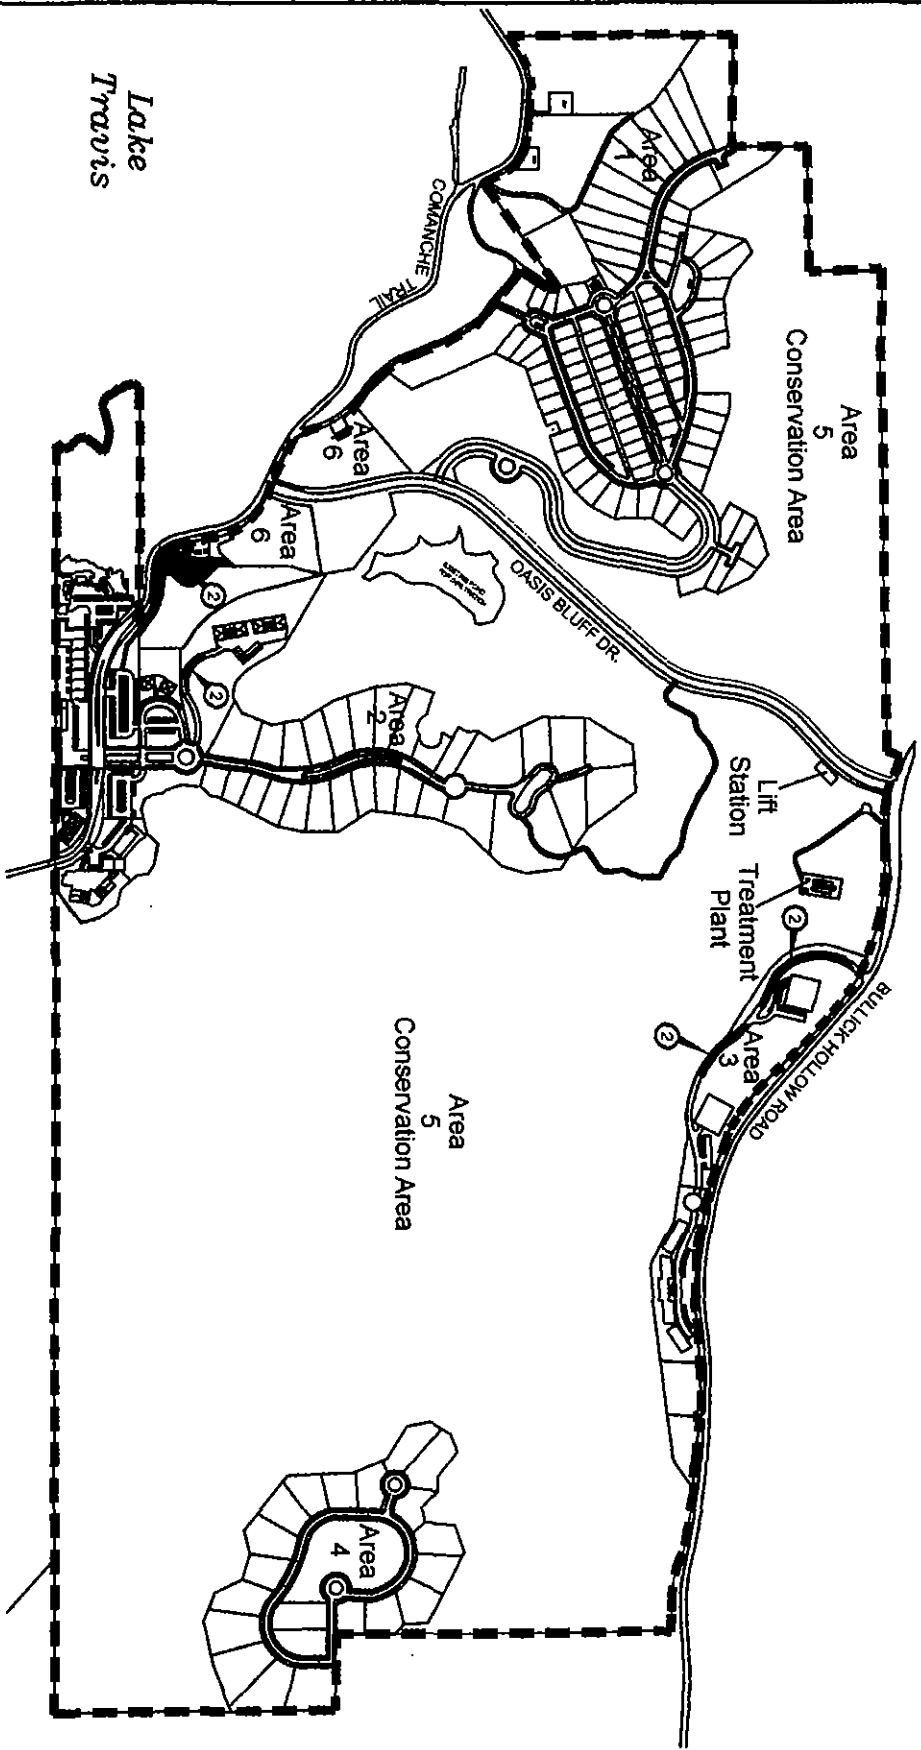 Lake
Travis
COMANCHE TRAIL
Area
1
Area
5
Conservation Area
Area
6
Area
6
OASIS BLUFF DR.
2
2
Area
2
Lift
Station
Treatment
Plant
2
2
Area
3
BULLICK HOLLOW ROAD
Area
5
Conservation Area
Area
4